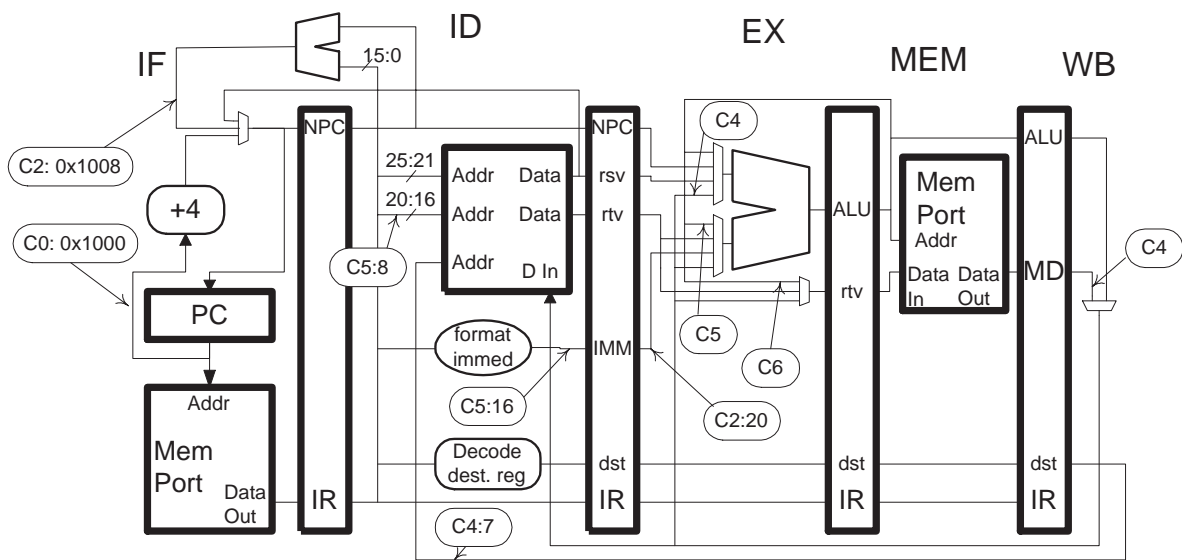 IF
ID
EX
MEM
WB
15:0
C2: 0x1008
+4
C0: 0x1000
PC
Addr
Mem
Port
Data
Out
NPC
IR
25:21
20:16
C5:8
Addr
Data
Addr
Data
Addr
D In
format
immed
C5:16
Decode
dest. reg
C4:7
NPC
rsv
rtv
IMM
dst
IR
C4
C5
C6
C2:20
ALU
rtv
dst
IR
Mem
Port
Addr
Data
In
Data
Out
ALU
MD
dst
IR
C4